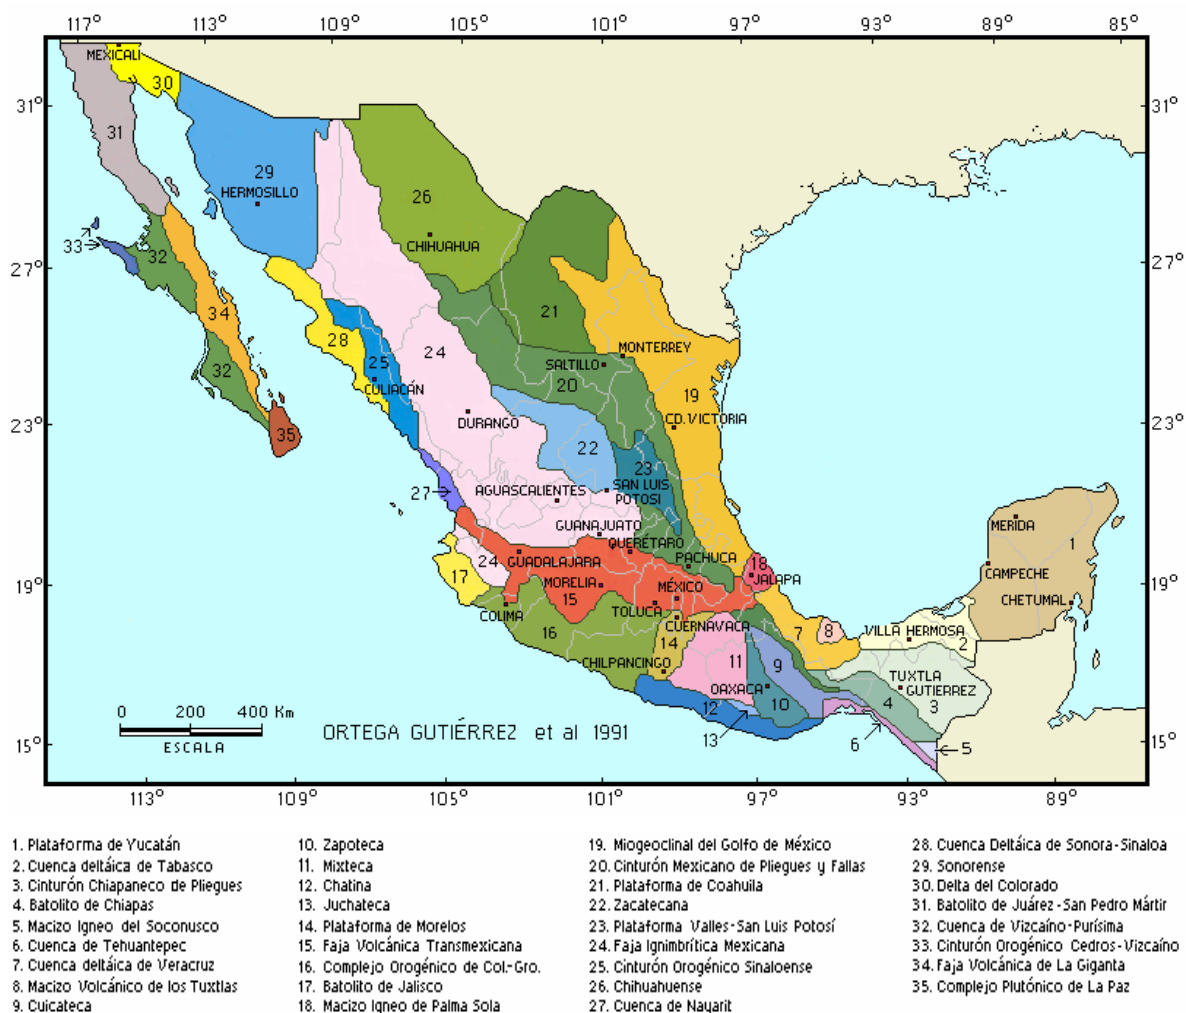 117° 113° 109° 105° 101° 97° 93° 89° 85°
MEXICALI
30
31° 31°
31
29
HERMOSILLO
26
CHIHUAHUA
33
32
27° 27°
34
21
28
24
MONTERREY
25
SALTILLO
32
20
CULIACÁN
19
DURANGO
CD. VICTORIA
23° 23°
35
22
23
27
AGUASCALIENTES
SAN LUIS
POTOSI
GUANAJUATO
MERIDA
QUERÉTARO
1
24
GUADALAJARA
PACHUCA
18
CAMPECHE
17
JALAPA
19° 19°
MORELIA
MÉXICO
15
CHETUMAL
COLIMA
TOLUCA
16
CUERNAVACA
7
8
VILLA HERMOSA
14
2
CHILPANCINGO
11
9
TUXTLA
GUTIERREZ
OAXACA
10
4
3
12
0 200 400 Km
ESCALA
ORTEGA GUTIÉRREZ et al 1991
13
6
5
15° 15°
113° 109° 105° 101° 97° 93° 89°
1. Plataforma de Yucatán
2. Cuenca deltáica de Tabasco
3. Cinturón Chiapaneco de Pliegues
4. Batolito de Chiapas
5. Macizo Igneo del Soconusco
6. Cuenca de Tehuantepec
7. Cuenca deltáica de Veracruz
8. Macizo Volcánico de los Tuxtlas
9. Cuicateca
10. Zapoteca
11. Mixteca
12. Chatina
13. Juchateca
14. Plataforma de Morelos
15. Faja Volcánica Transmexicana
16. Complejo Orogénico de Col.-Gro.
17. Batolito de Jalisco
18. Macizo Igneo de Palma Sola
19. Miogeoclinal del Golfo de México
20. Cinturón Mexicano de Pliegues y Fallas
21. Plataforma de Coahuila
22. Zacatecana
23. Plataforma Valles-San Luis Potosí
24. Faja Ignimbrítica Mexicana
25. Cinturón Orogénico Sinaloense
26. Chihuahuense
27. Cuenca de Nayarit
28. Cuenca Deltáica de Sonora-Sinaloa
29. Sonorense
30. Delta del Colorado
31. Batolito de Juárez-San Pedro Mártir
32. Cuenca de Vizcaíno-Purísima
33. Cinturón Orogénico Cedros-Vizcaíno
34. Faja Volcánica de La Giganta
35. Complejo Plutónico de La Paz